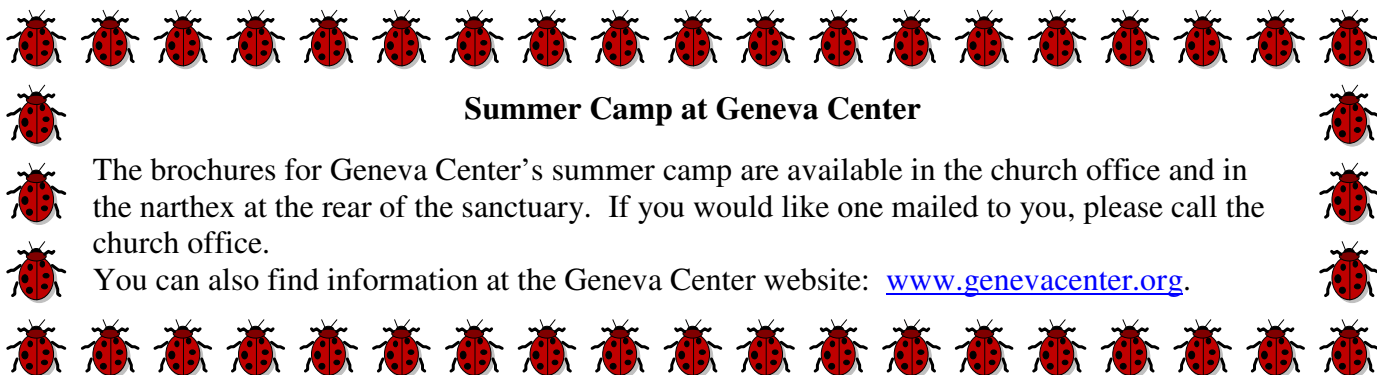 Summer Camp at Geneva Center
The brochures for Geneva Center’s summer camp are available in the church office and in
the narthex at the rear of the sanctuary.  If you would like one mailed to you, please call the
church office.
You can also find information at the Geneva Center website:  www.genevacenter.org.